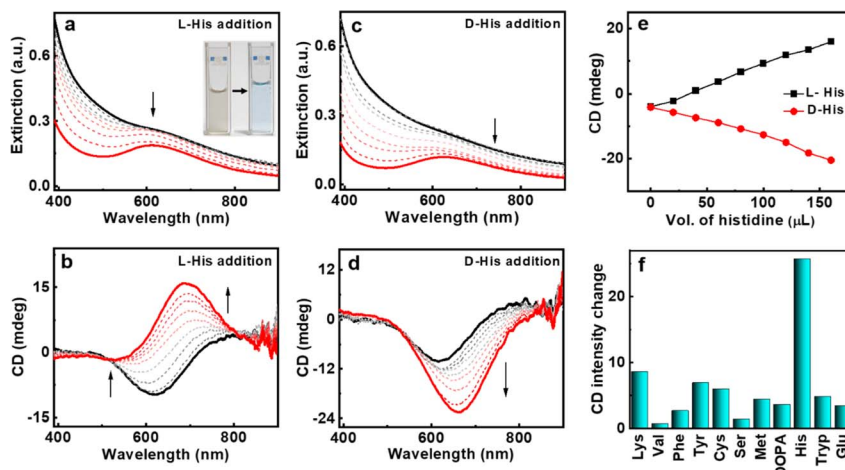 a L-His addition
Extinction (a.u.)
0.6
0.3
0.0
400 600 800
Wavelength (nm)
c D-His addition
Extinction (a.u.)
0.6
0.3
0.0
400 600 800
Wavelength (nm)
e
CD (mdeg)
20
0
-20
L- His
D-His
0 50 100 150
Vol. of histidine (μL)
b L-His addition
CD (mdeg)
15
0
-15
400 600 800
Wavelength (nm)
d D-His addition
CD (mdeg)
12
0
-12
-24
400 600 800
Wavelength (nm)
f
CD intensity change
20
10
0
Lys Val Phe Tyr Cys Ser Met DOPA His Tryp Glu